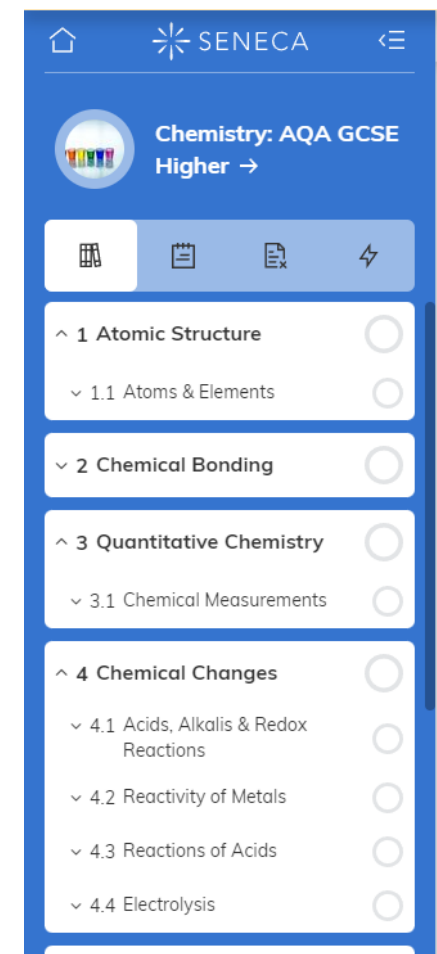 SENECA
Chemistry: AQA GCSE
Higher →
1 Atomic Structure
1.1 Atoms & Elements
2 Chemical Bonding
3 Quantitative Chemistry
3.1 Chemical Measurements
4 Chemical Changes
4.1 Acids, Alkalis & Redox
Reactions
4.2 Reactivity of Metals
4.3 Reactions of Acids
4.4 Electrolysis